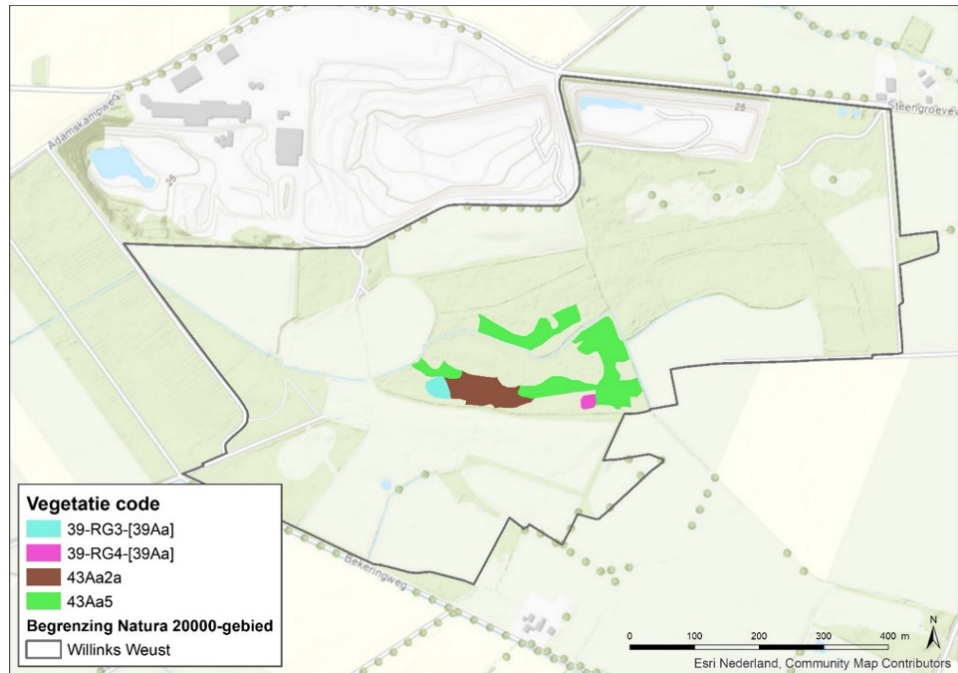 Adamskampweg
25
Steengroeve
25
Vegetatie code
39-RG3-[39Aa]
39-RG4-[39Aa]
43Aa2a
43Aa5
Begrenzing Natura 20000-gebied
Willinks Weust
Bekeringweg
0 100 200 300 400 m
N
Esri Nederland, Community Map Contributors